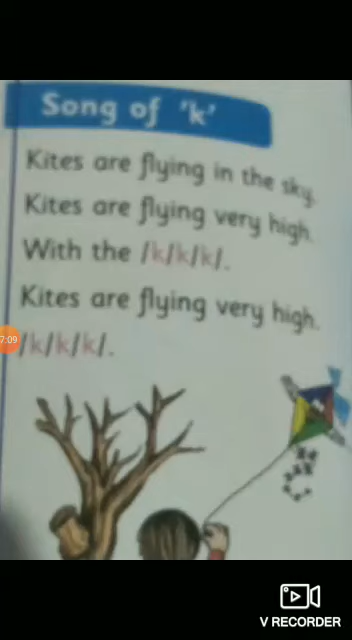 Song of 'k'
Kites are flying in the sky.
Kites are flying very high.
With the /k/k/k/.
Kites are flying very high.
7:09 /k/k/k/.
V RECORDER